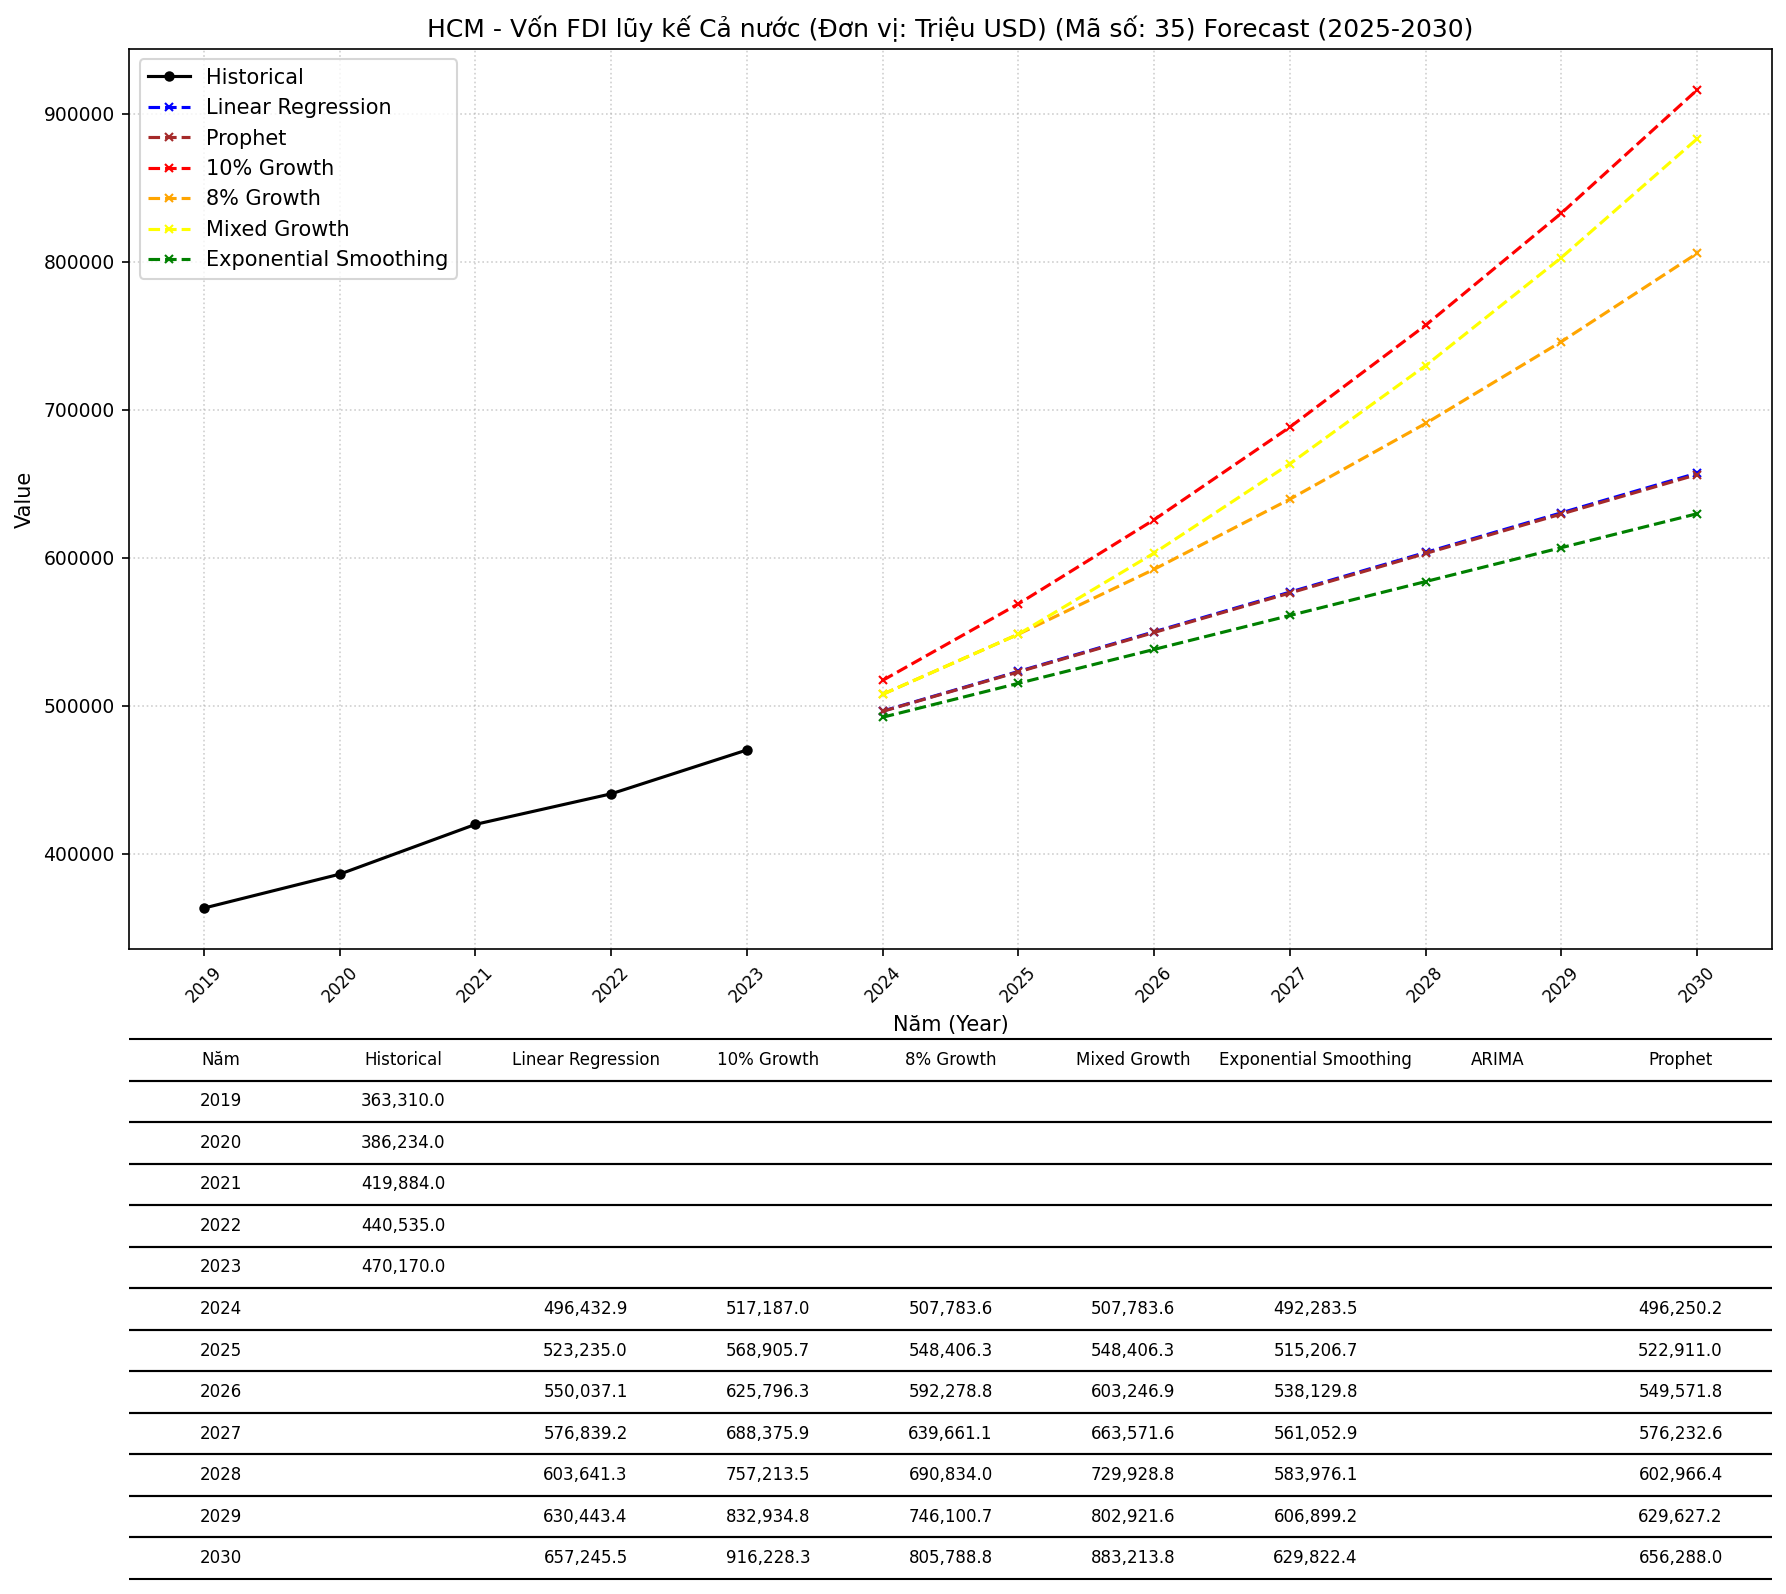 HCM - Vốn FDI lũy kế Cả nước (Đơn vị: Triệu USD) (Mã số: 35) Forecast (2025-2030)
Historical
Linear Regression
Prophet
10% Growth
8% Growth
Mixed Growth
Exponential Smoothing
900000
800000
700000
600000
500000
400000
Value
2019 2020 2021 2022 2023 2024 2025 2026 2027 2028 2029 2030
Năm (Year)
Năm Historical Linear Regression 10% Growth 8% Growth Mixed Growth Exponential Smoothing ARIMA Prophet
2019 363,310.0
2020 386,234.0
2021 419,884.0
2022 440,535.0
2023 470,170.0
2024 496,432.9 517,187.0 507,783.6 507,783.6 492,283.5 496,250.2
2025 523,235.0 568,905.7 548,406.3 548,406.3 515,206.7 522,911.0
2026 550,037.1 625,796.3 592,278.8 603,246.9 538,129.8 549,571.8
2027 576,839.2 688,375.9 639,661.1 663,571.6 561,052.9 576,232.6
2028 603,641.3 757,213.5 690,834.0 729,928.8 583,976.1 602,966.4
2029 630,443.4 832,934.8 746,100.7 802,921.6 606,899.2 629,627.2
2030 657,245.5 916,228.3 805,788.8 883,213.8 629,822.4 656,288.0